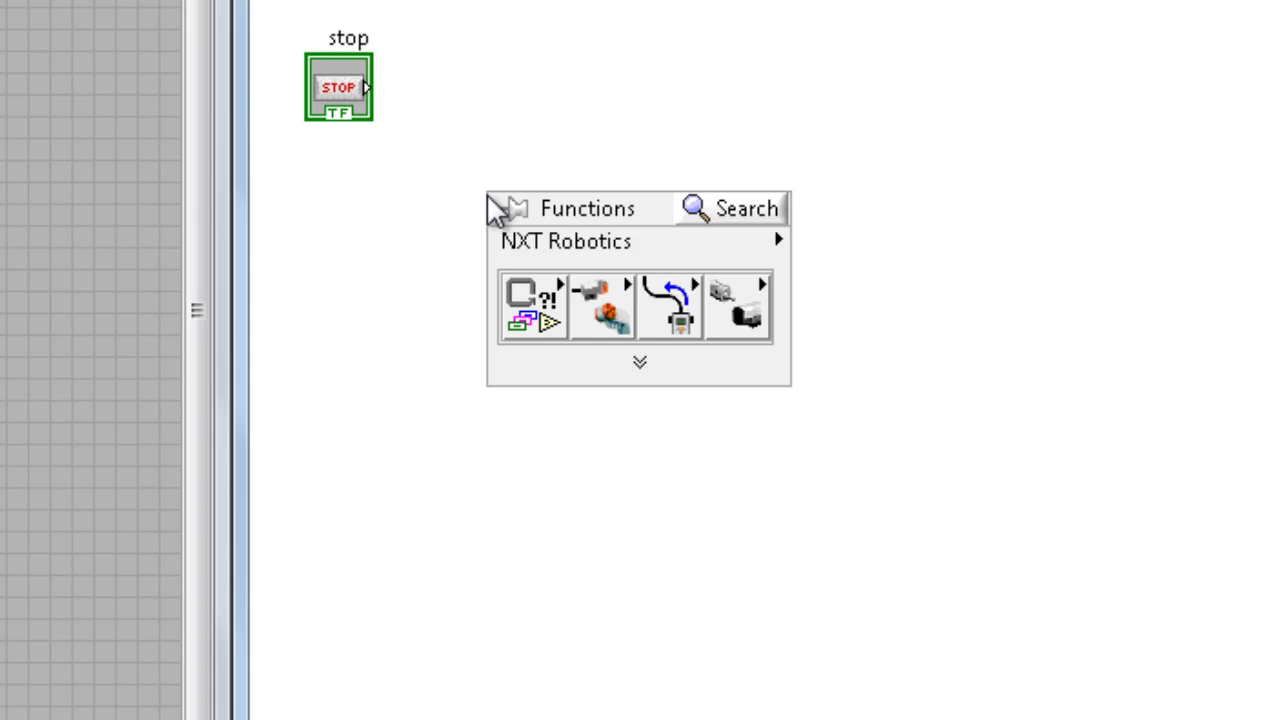 stop
STOP
TF
Functions
Search
NXT Robotics
?!